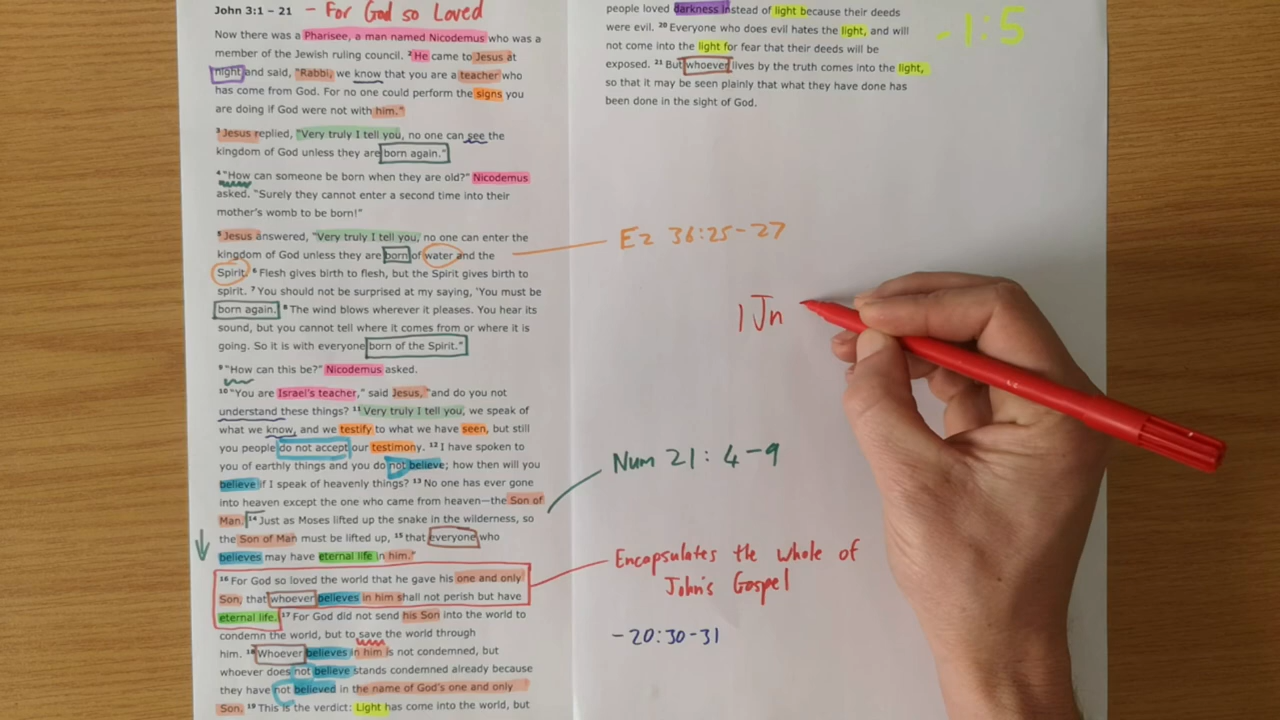 John 3:1 – 21 – For God so Loved
Now there was a Pharisee, a man named Nicodemus who was a
member of the Jewish ruling council. ²He came to Jesus at
night and said, "Rabbi, we know that you are a teacher who
has come from God. For no one could perform the signs you
are doing if God were not with him."
³ Jesus replied, "Very truly I tell you, no one can see the
kingdom of God unless they are born again."
⁴ "How can someone be born when they are old?" Nicodemus
asked. "Surely they cannot enter a second time into their
mother's womb to be born!"
⁵ Jesus answered, "Very truly I tell you, no one can enter the
kingdom of God unless they are born of water and the
Spirit. ⁶ Flesh gives birth to flesh, but the Spirit gives birth to
spirit. ⁷ You should not be surprised at my saying, 'You must be
born again.' ⁸ The wind blows wherever it pleases. You hear its
sound, but you cannot tell where it comes from or where it is
going. So it is with everyone born of the Spirit."
⁹ "How can this be?" Nicodemus asked.
¹⁰ "You are Israel's teacher," said Jesus, "and do you not
understand these things? ¹¹ Very truly I tell you, we speak of
what we know, and we testify to what we have seen, but still
you people do not accept our testimony. ¹² I have spoken to
you of earthly things and you do not believe; how then will you
believe if I speak of heavenly things? ¹³ No one has ever gone
into heaven except the one who came from heaven—the Son of
Man. ¹⁴ Just as Moses lifted up the snake in the wilderness, so
the Son of Man must be lifted up, ¹⁵ that everyone who
believes may have eternal life in him."
¹⁶ For God so loved the world that he gave his one and only
Son, that whoever believes in him shall not perish but have
eternal life. ¹⁷ For God did not send his Son into the world to
condemn the world, but to save the world through
him. ¹⁸ Whoever believes in him is not condemned, but
whoever does not believe stands condemned already because
they have not believed in the name of God's one and only
Son. ¹⁹ This is the verdict: Light has come into the world, but
people loved darkness instead of light because their deeds
were evil. ²⁰ Everyone who does evil hates the light, and will
not come into the light for fear that their deeds will be
exposed. ²¹ But whoever lives by the truth comes into the light,
so that it may be seen plainly that what they have done has
been done in the sight of God.
- 1:5
Ez 36:25-27
1 Jn
Num 21:4-9
Encapsulates the whole of
John's Gospel
- 20:30-31